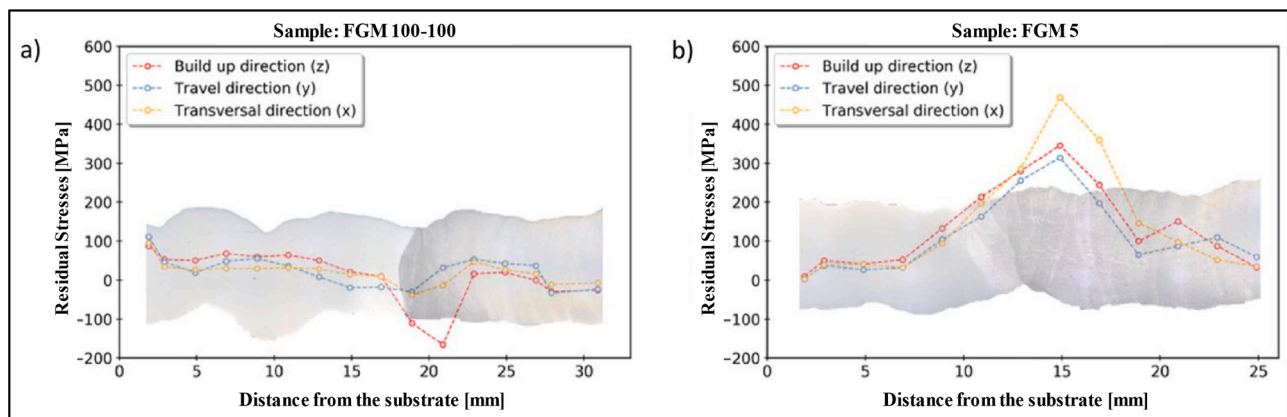 Sample: FGM 100-100
a)
600
500
400
300
200
100
0
−100
−200
Residual Stresses [MPa]
Build up direction (z)
Travel direction (y)
Transversal direction (x)
0 5 10 15 20 25 30
Distance from the substrate [mm]
Sample: FGM 5
b)
600
500
400
300
200
100
0
−100
−200
Residual Stresses [MPa]
Build up direction (z)
Travel direction (y)
Transversal direction (x)
0 5 10 15 20 25
Distance from the substrate [mm]